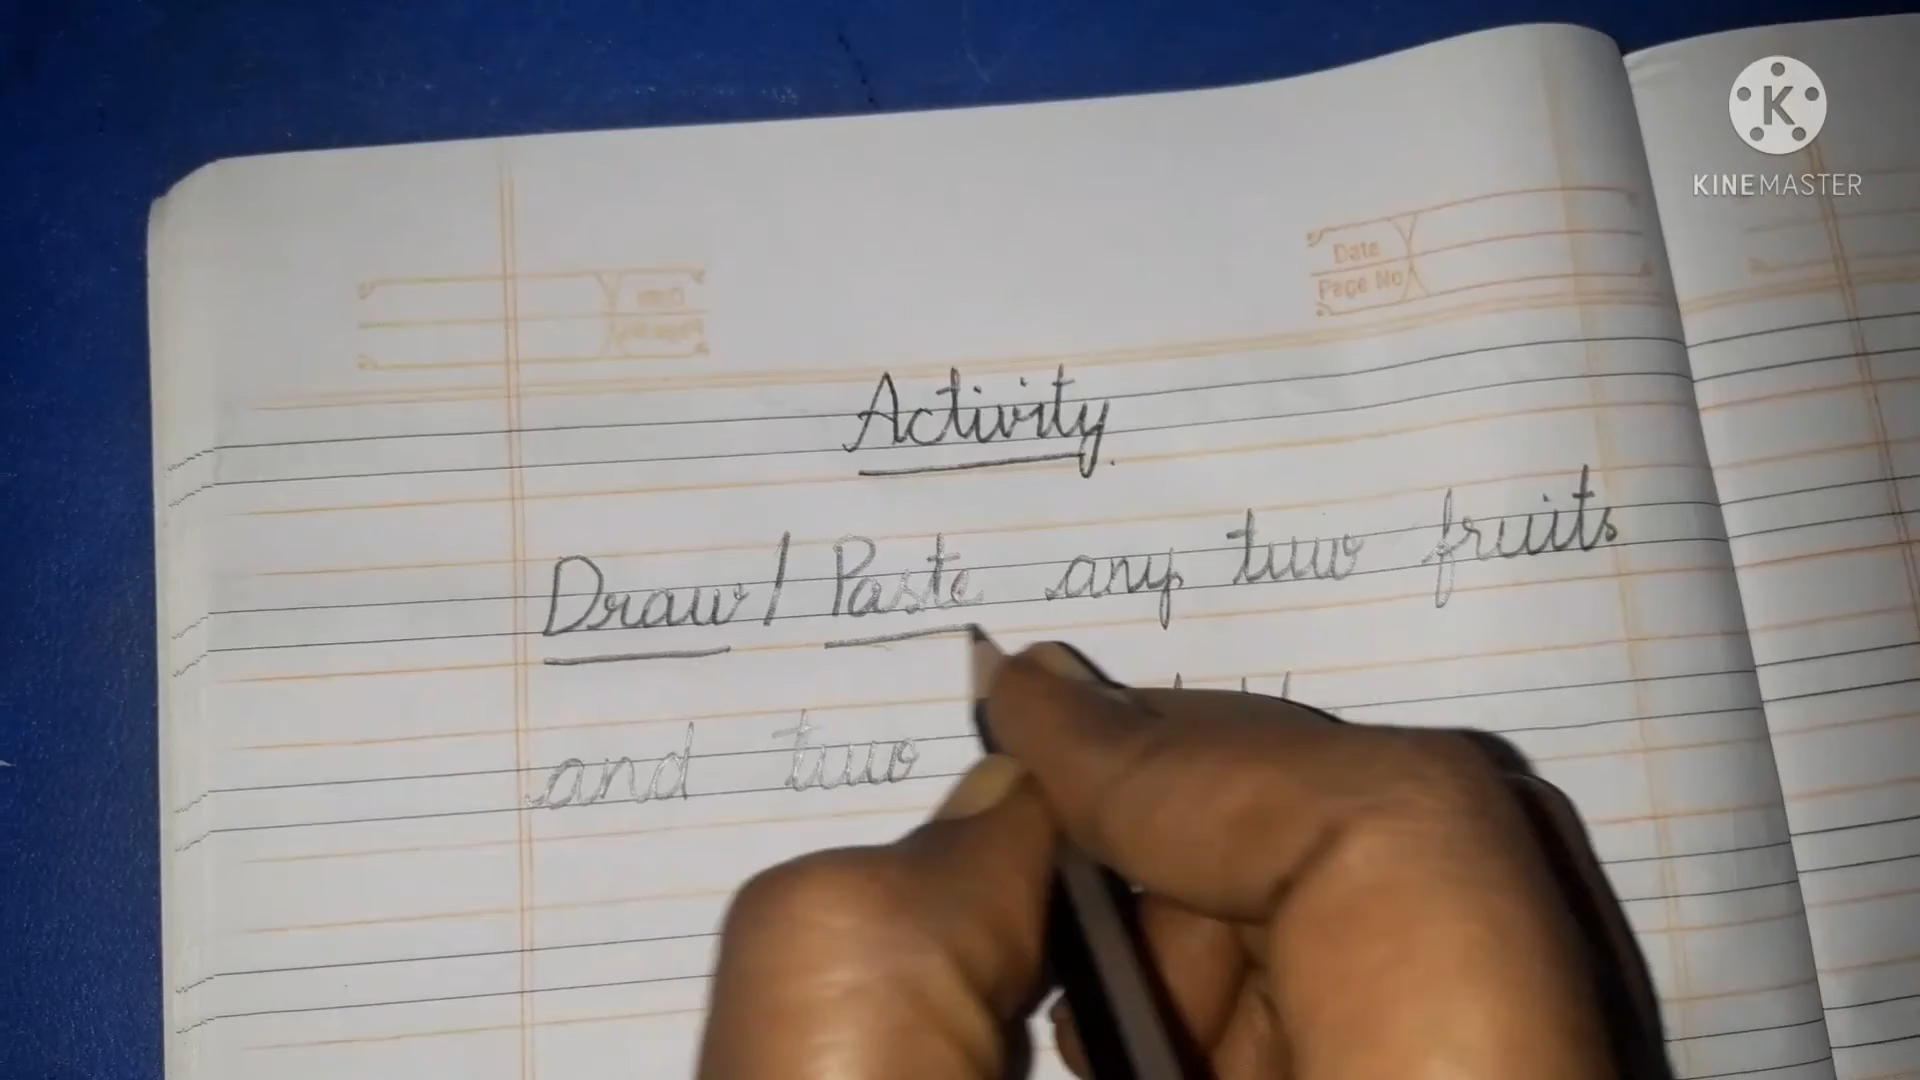 KINEMASTER
Date
Page No
Activity
Draw / Paste any two fruits
and two